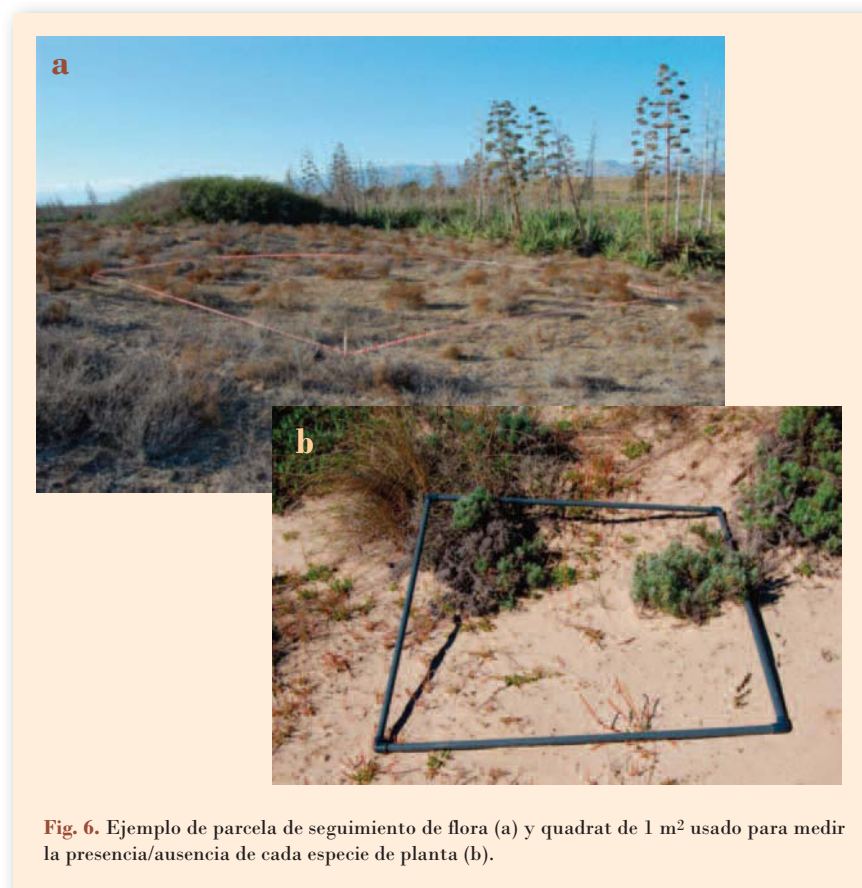 a
b
Fig. 6. Ejemplo de parcela de seguimiento de flora (a) y quadrat de 1 m² usado para medir
la presencia/ausencia de cada especie de planta (b).